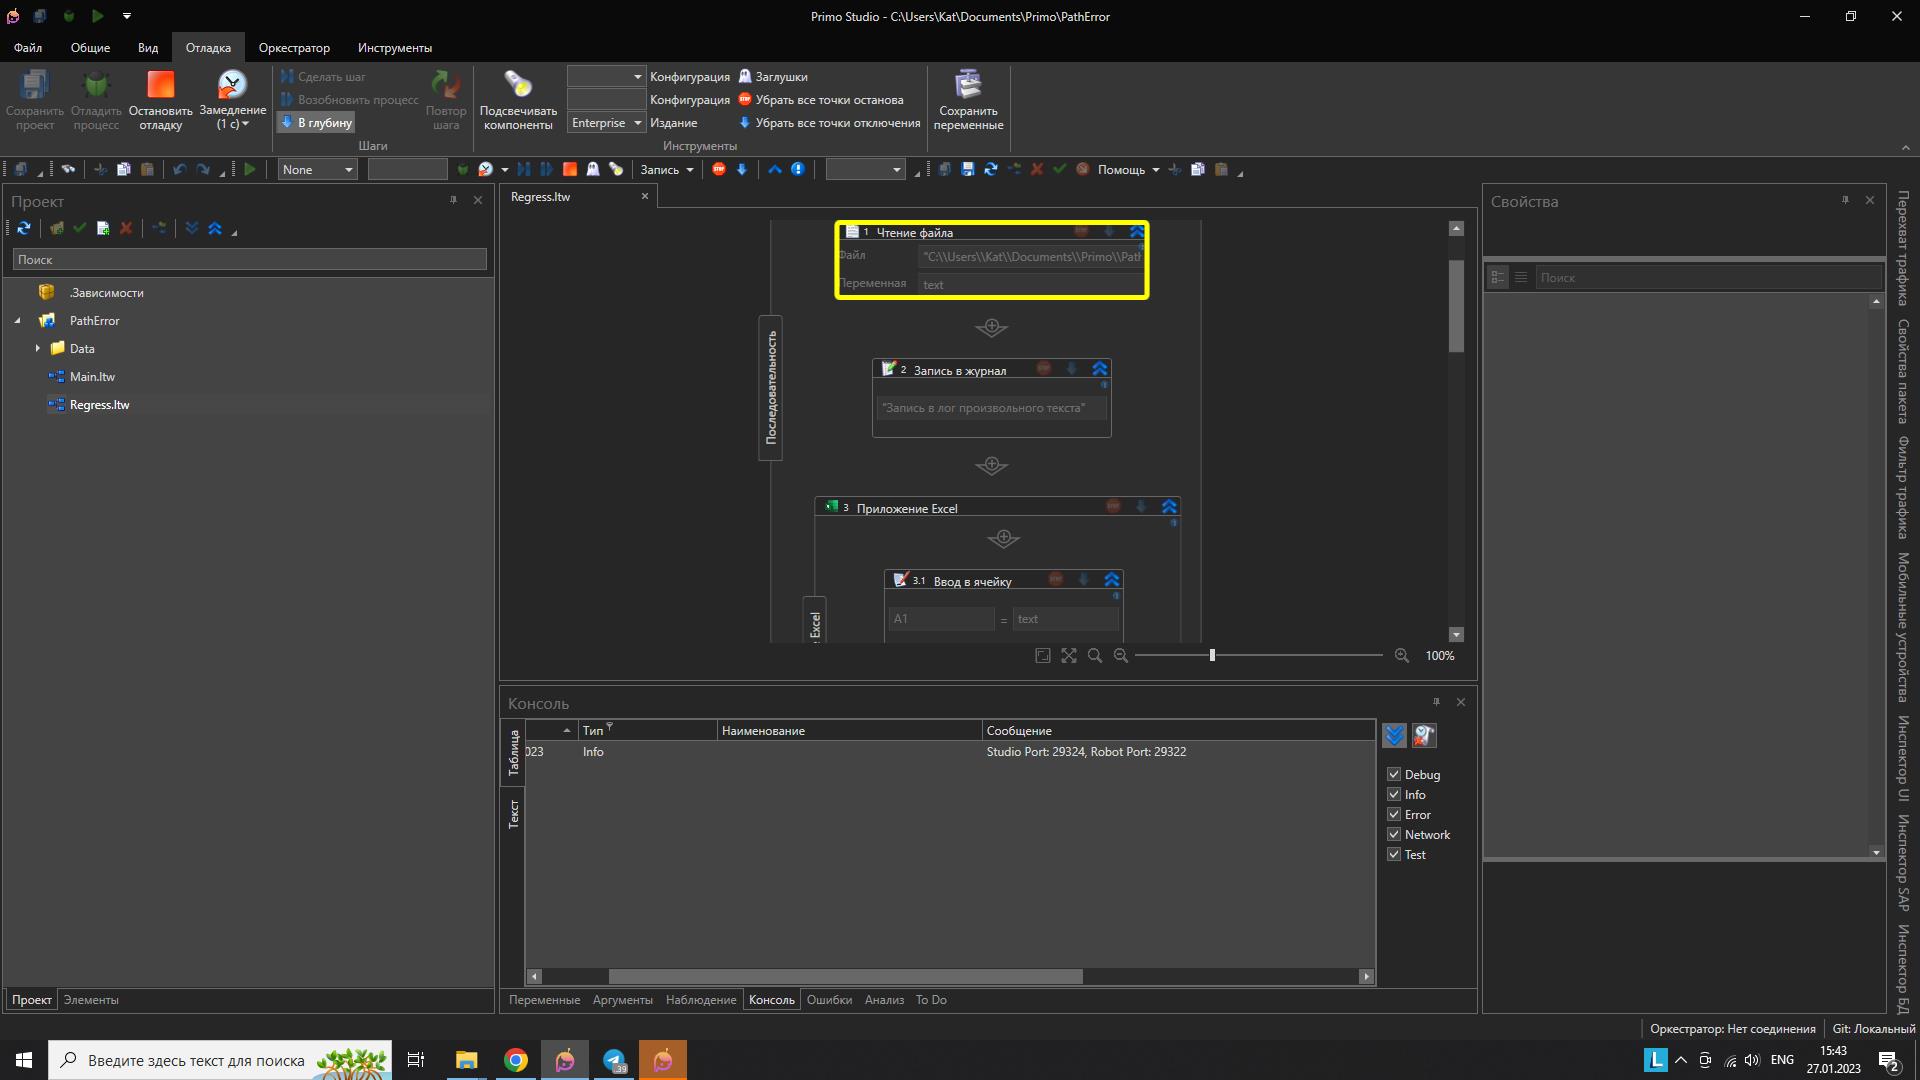 Primo Studio - C:\Users\Kat\Documents\Primo\PathError
Файл Общие Вид Отладка Оркестратор Инструменты
Сохранить проект
Отладить процесс
Остановить отладку
Замедление (1 с)
Сделать шаг
Возобновить процесс
В глубину
Повтор шага
Шаги
Подсвечивать компоненты
Конфигурация
Конфигурация
Enterprise Издание
Заглушки
Убрать все точки останова
Убрать все точки отключения
Инструменты
Сохранить переменные
None
Запись
Помощь
Проект
Поиск
.Зависимости
PathError
Data
Main.ltw
Regress.ltw
Проект Элементы
Regress.ltw
1 Чтение файла
Файл "C:\\Users\\Kat\\Documents\\Primo\\Path
Переменная text
Последовательность
2 Запись в журнал
"Запись в лог произвольного текста"
3 Приложение Excel
3.1 Ввод в ячейку
A1 = text
е Excel
100%
Консоль
Таблица
Текст
Тип Наименование Сообщение
023 Info Studio Port: 29324, Robot Port: 29322
Debug
Info
Error
Network
Test
Переменные Аргументы Наблюдение Консоль Ошибки Анализ To Do
Свойства
Поиск
Перехват трафика
Свойства пакета
Фильтр трафика
Мобильные устройства
Инспектор UI
Инспектор SAP
Инспектор БД
Оркестратор: Нет соединения Git: Локальный
Введите здесь текст для поиска
39
L
ENG
15:43
27.01.2023
2